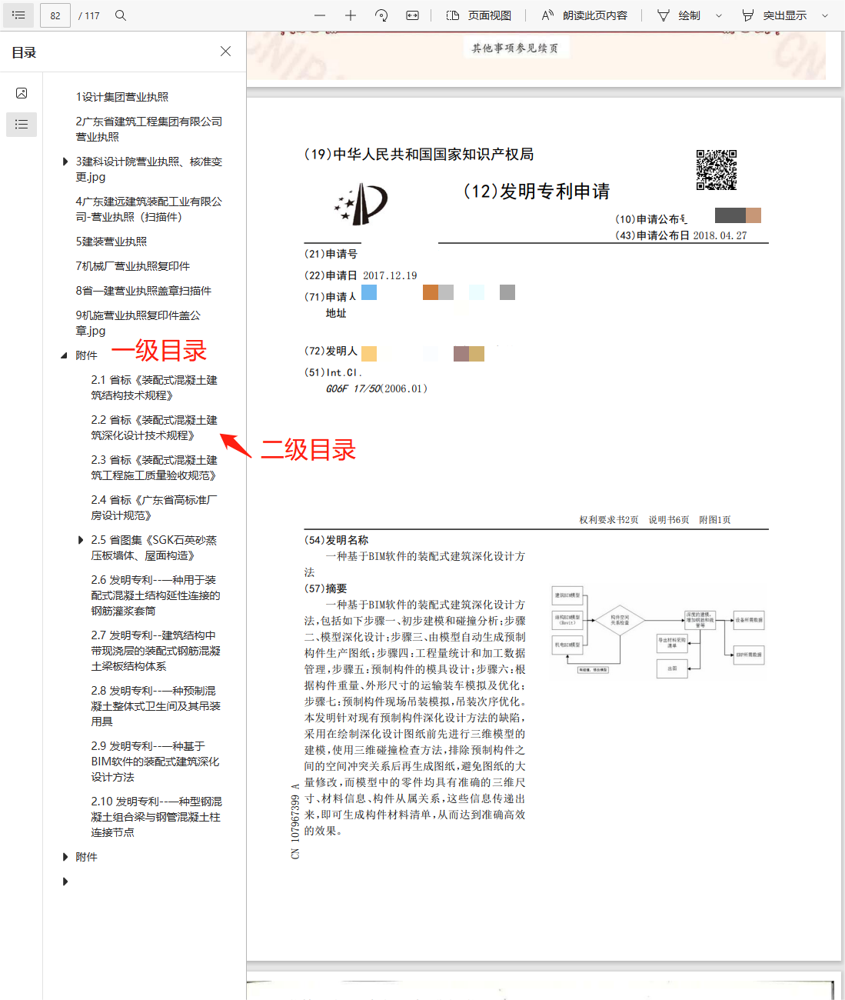 82
/ 117
页面视图
朗读此页内容
绘制
突出显示
目录
1设计集团营业执照
2广东省建筑工程集团有限公司
营业执照
3建科设计院营业执照、核准变
更.jpg
4广东建远建筑装配工业有限公
司-营业执照（扫描件）
5建装营业执照
7机械厂营业执照复印件
8省一建营业执照盖章扫描件
9机施营业执照复印件盖公
章.jpg
附件
一级目录
2.1 省标《装配式混凝土建
筑结构技术规程》
2.2 省标《装配式混凝土建
筑深化设计技术规程》
二级目录
2.3 省标《装配式混凝土建
筑工程施工质量验收规范》
2.4 省标《广东省高标准厂
房设计规范》
2.5 省图集《SGK石英砂蒸
压板墙体、屋面构造》
2.6 发明专利--一种用于装
配式混凝土结构延性连接的
钢筋灌浆套筒
2.7 发明专利--建筑结构中
带现浇层的装配式钢筋混凝
土梁板结构体系
2.8 发明专利--一种预制混
凝土整体式卫生间及其吊装
用具
2.9 发明专利--一种基于
BIM软件的装配式建筑深化
设计方法
2.10 发明专利--一种型钢混
凝土组合梁与钢管混凝土柱
连接节点
附件
其他事项参见续页
(19)中华人民共和国国家知识产权局
(12)发明专利申请
(10)申请公布号
(43)申请公布日 2018.04.27
(21)申请号
(22)申请日 2017.12.19
(71)申请人
地址
(72)发明人
(51)Int.Cl.
G06F 17/50(2006.01)
权利要求书2页 说明书6页 附图1页
(54)发明名称
一种基于BIM软件的装配式建筑深化设计方
法
(57)摘要
一种基于BIM软件的装配式建筑深化设计方
法,包括如下步骤一、初步建模和碰撞分析;步骤
二、模型深化设计;步骤三、由模型自动生成预制
构件生产图纸;步骤四:工程量统计和加工数据
管理,步骤五:预制构件的模具设计;步骤六:根
据构件重量、外形尺寸的运输装车模拟及优化;
步骤七:预制构件现场吊装模拟,吊装次序优化。
本发明针对现有预制构件深化设计方法的缺陷,
采用在绘制深化设计图纸前先进行三维模型的
建模,使用三维碰撞检查方法,排除预制构件之
间的空间冲突关系后再生成图纸,避免图纸的大
量修改,而模型中的零件均具有准确的三维尺
寸、材料信息、构件从属关系,这些信息传递出
来,即可生成构件材料清单,从而达到准确高效
的效果。
CN 107967399 A
建筑BIM模型
结构BIM模型
(Revit)
机电BIM模型
构件空间
关系检查
深度的建模,
增加钢筋和线
管等
导出材料采购
清单
出图
设备所需数据
ERP所需数据